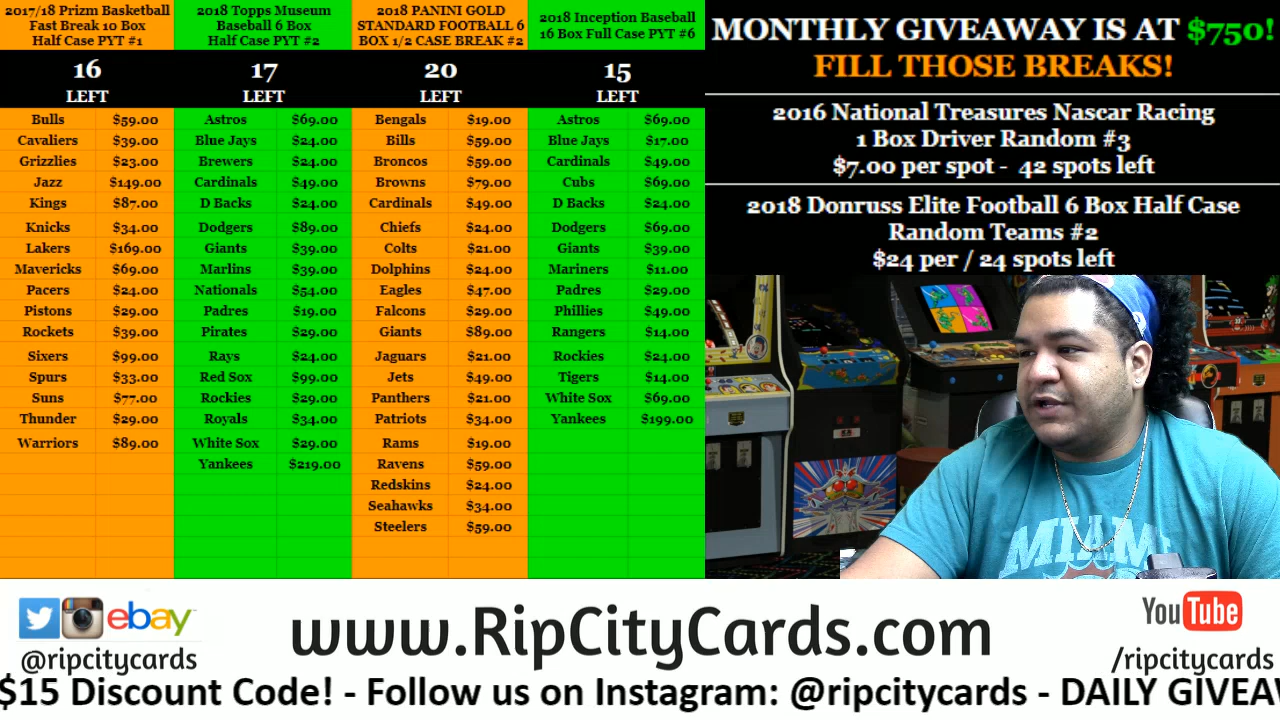 2017/18 Prizm Basketball
Fast Break 10 Box
Half Case PYT #1
16
LEFT
Bulls $59.00
Cavaliers $39.00
Grizzlies $23.00
Jazz $149.00
Kings $87.00
Knicks $34.00
Lakers $169.00
Mavericks $69.00
Pacers $24.00
Pistons $29.00
Rockets $39.00
Sixers $99.00
Spurs $33.00
Suns $77.00
Thunder $29.00
Warriors $89.00
2018 Topps Museum
Baseball 6 Box
Half Case PYT #2
17
LEFT
Astros $69.00
Blue Jays $24.00
Brewers $24.00
Cardinals $49.00
D Backs $24.00
Dodgers $89.00
Giants $39.00
Marlins $39.00
Nationals $54.00
Padres $19.00
Pirates $29.00
Rays $24.00
Red Sox $99.00
Rockies $29.00
Royals $34.00
White Sox $29.00
Yankees $219.00
2018 PANINI GOLD
STANDARD FOOTBALL 6
BOX 1/2 CASE BREAK #2
20
LEFT
Bengals $19.00
Bills $59.00
Broncos $59.00
Browns $79.00
Cardinals $49.00
Chiefs $24.00
Colts $21.00
Dolphins $24.00
Eagles $47.00
Falcons $29.00
Giants $89.00
Jaguars $21.00
Jets $49.00
Panthers $21.00
Patriots $34.00
Rams $19.00
Ravens $59.00
Redskins $24.00
Seahawks $34.00
Steelers $59.00
2018 Inception Baseball
16 Box Full Case PYT #6
15
LEFT
Astros $69.00
Blue Jays $17.00
Cardinals $49.00
Cubs $69.00
D Backs $24.00
Dodgers $69.00
Giants $39.00
Mariners $11.00
Padres $29.00
Phillies $49.00
Rangers $14.00
Rockies $24.00
Tigers $14.00
White Sox $69.00
Yankees $199.00
MONTHLY GIVEAWAY IS AT $750!
FILL THOSE BREAKS!
2016 National Treasures Nascar Racing
1 Box Driver Random #3
$7.00 per spot - 42 spots left
2018 Donruss Elite Football 6 Box Half Case
Random Teams #2
$24 per / 24 spots left
MIAMI
ebay
@ripcitycards
www.RipCityCards.com
YouTube
/ripcitycards
$15 Discount Code! - Follow us on Instagram: @ripcitycards - DAILY GIVEAW